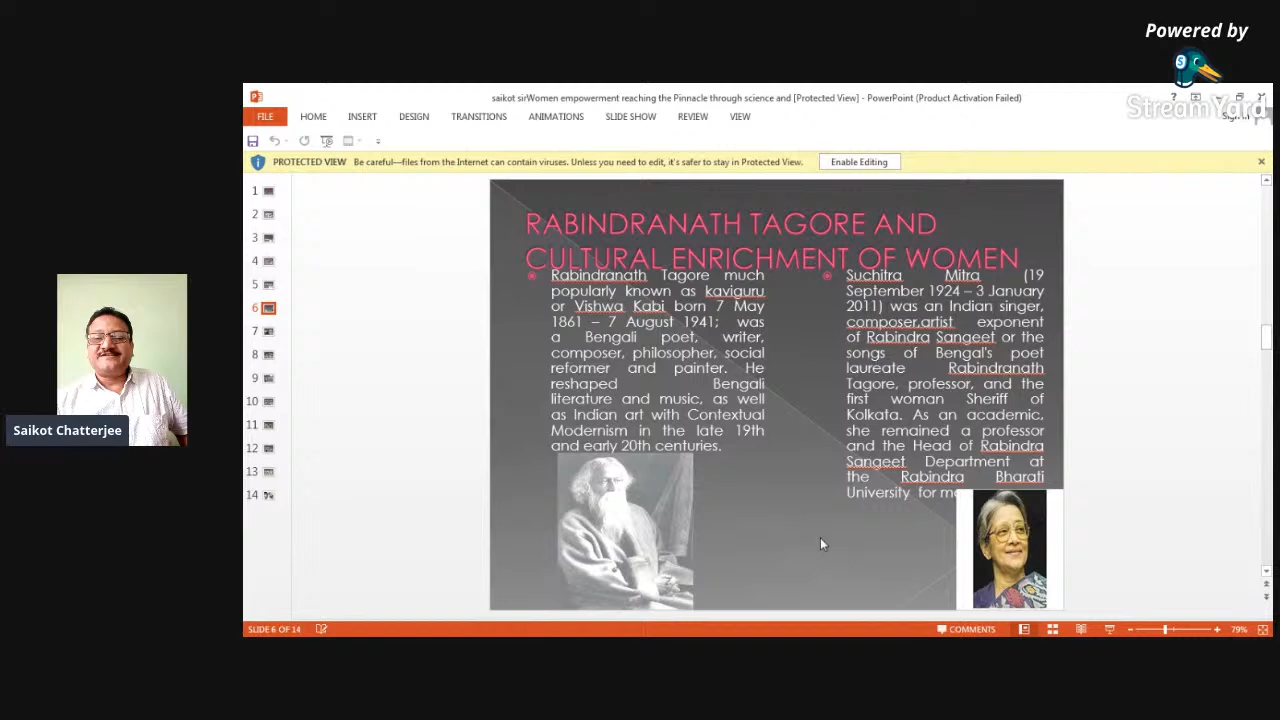 Powered by
StreamYard
saikot sirWomen empowerment reaching the Pinnacle through science and [Protected View] - PowerPoint (Product Activation Failed)
FILE HOME INSERT DESIGN TRANSITIONS ANIMATIONS SLIDE SHOW REVIEW VIEW
PROTECTED VIEW Be careful—files from the Internet can contain viruses. Unless you need to edit, it's safer to stay in Protected View. Enable Editing
1
2
3
4
5
6
7
8
9
10
11
12
13
14
RABINDRANATH TAGORE AND
CULTURAL ENRICHMENT OF WOMEN
Rabindranath Tagore much
popularly known as kaviguru
or Vishwa Kabi born 7 May
1861 – 7 August 1941; was
a Bengali poet, writer,
composer, philosopher, social
reformer and painter. He
reshaped Bengali
literature and music, as well
as Indian art with Contextual
Modernism in the late 19th
and early 20th centuries.
Suchitra Mitra (19
September 1924 – 3 January
2011) was an Indian singer,
composer,artist exponent
of Rabindra Sangeet or the
songs of Bengal's poet
laureate Rabindranath
Tagore, professor, and the
first woman Sheriff of
Kolkata. As an academic,
she remained a professor
and the Head of Rabindra
Sangeet Department at
the Rabindra Bharati
University for
Saikot Chatterjee
SLIDE 6 OF 14
COMMENTS
79%